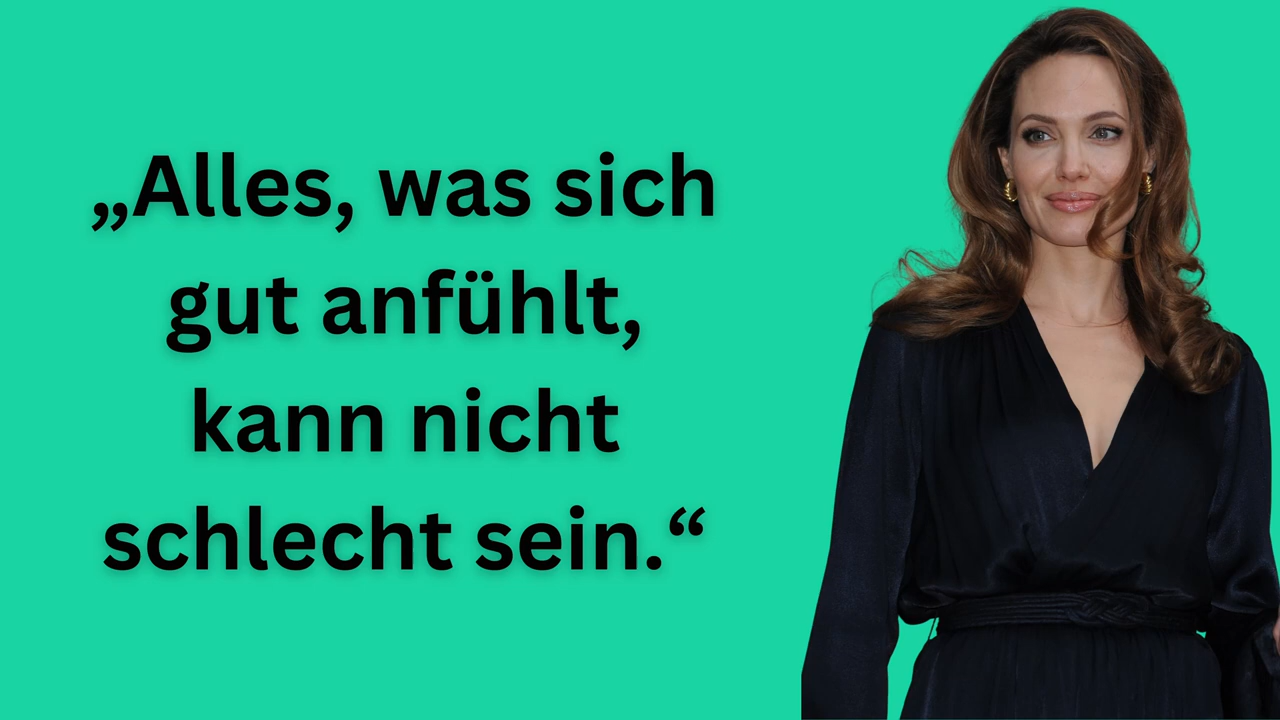 „Alles, was sich
gut anfühlt,
kann nicht
schlecht sein.“